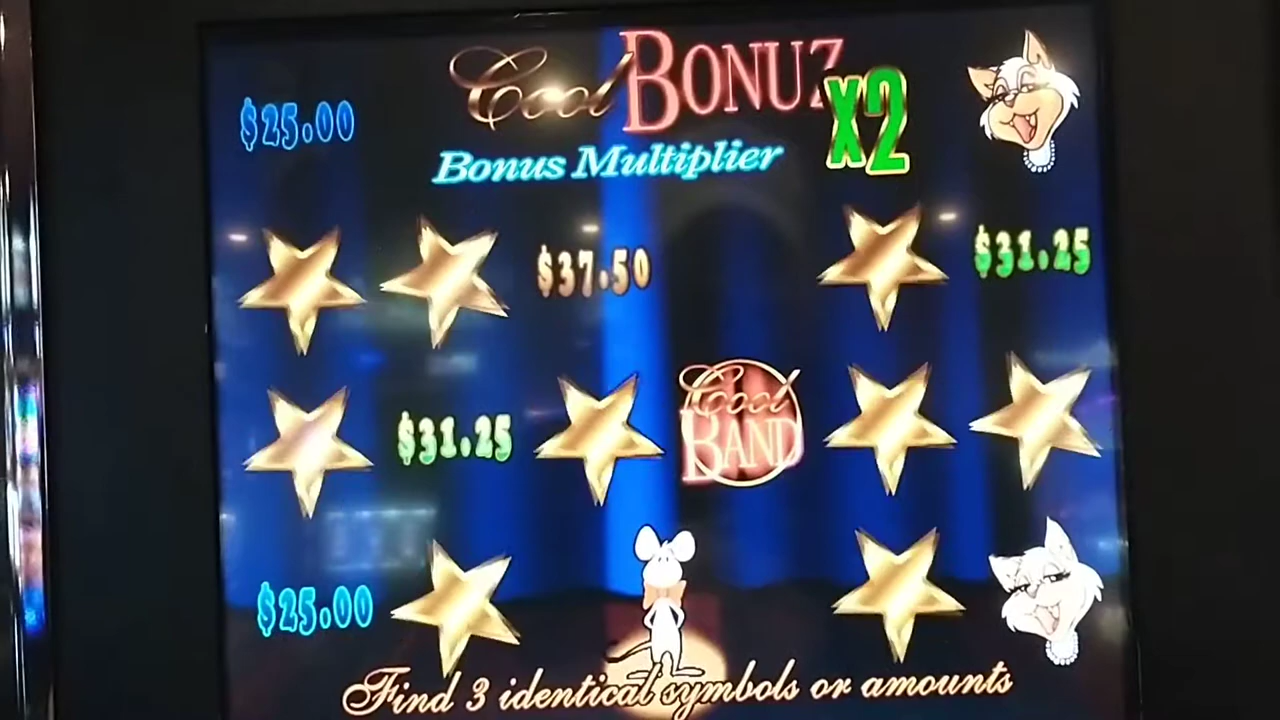 Cool BONUZ
$25.00
X2
Bonus Multiplier
$37.50
$31.25
Cool
BAND
$31.25
$25.00
Find 3 identical symbols or amounts